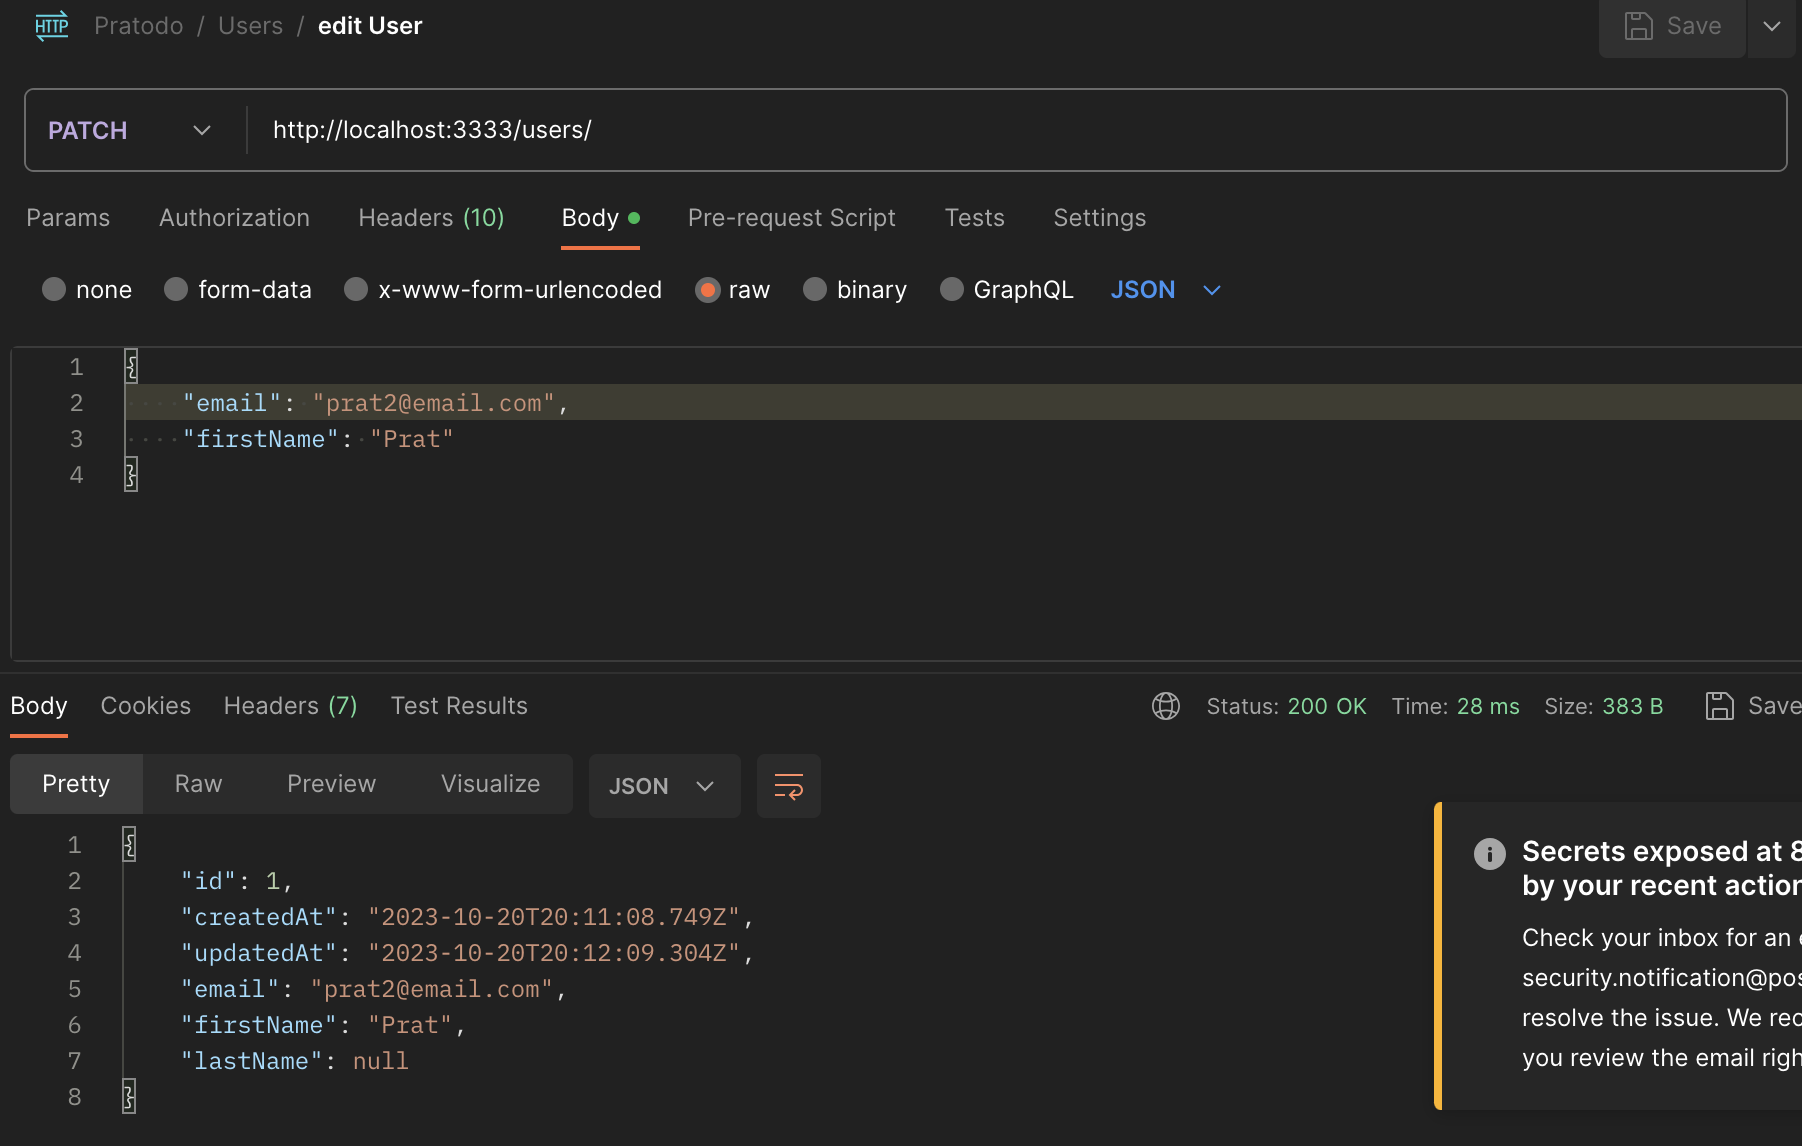 HTTP Pratodo / Users / edit User Save
PATCH http://localhost:3333/users/
Params Authorization Headers (10) Body Pre-request Script Tests Settings
none form-data x-www-form-urlencoded raw binary GraphQL JSON
1 {
2 "email": "prat2@email.com",
3 "firstName": "Prat"
4 }
Body Cookies Headers (7) Test Results Status: 200 OK Time: 28 ms Size: 383 B Save
Pretty Raw Preview Visualize JSON
1 {
2 "id": 1,
3 "createdAt": "2023-10-20T20:11:08.749Z",
4 "updatedAt": "2023-10-20T20:12:09.304Z",
5 "email": "prat2@email.com",
6 "firstName": "Prat",
7 "lastName": null
8 }
Secrets exposed at
by your recent action
Check your inbox for an
security.notification@pos
resolve the issue. We rec
you review the email righ